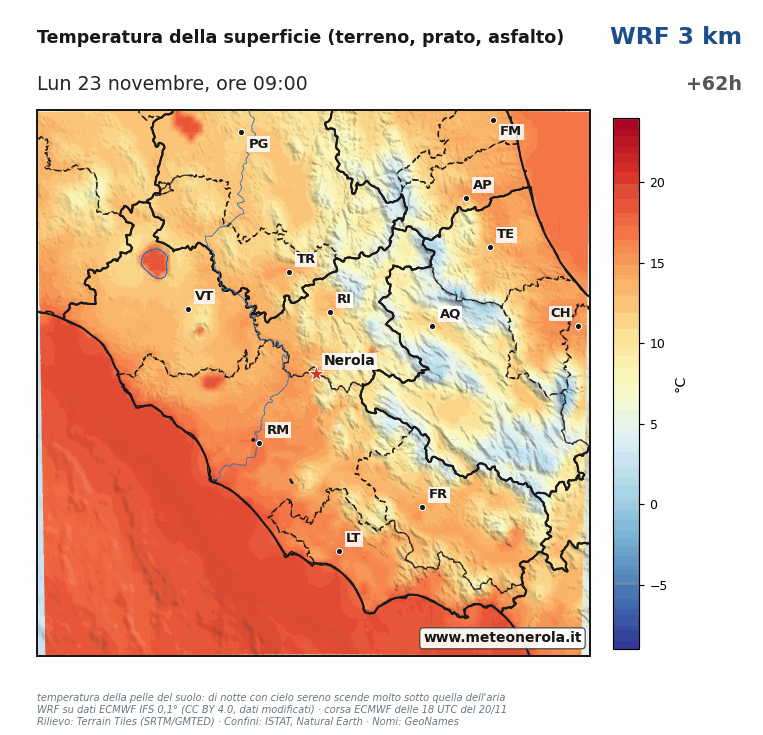 Temperatura della superficie (terreno, prato, asfalto)
WRF 3 km
Lun 23 novembre, ore 09:00
+62h
FM
PG
AP
TE
TR
RI
VT
AQ
CH
Nerola
RM
FR
LT
20
15
10
5
0
−5
°C
www.meteonerola.it
temperatura della pelle del suolo: di notte con cielo sereno scende molto sotto quella dell'aria
WRF su dati ECMWF IFS 0,1° (CC BY 4.0, dati modificati) · corsa ECMWF delle 18 UTC del 20/11
Rilievo: Terrain Tiles (SRTM/GMTED) · Confini: ISTAT, Natural Earth · Nomi: GeoNames